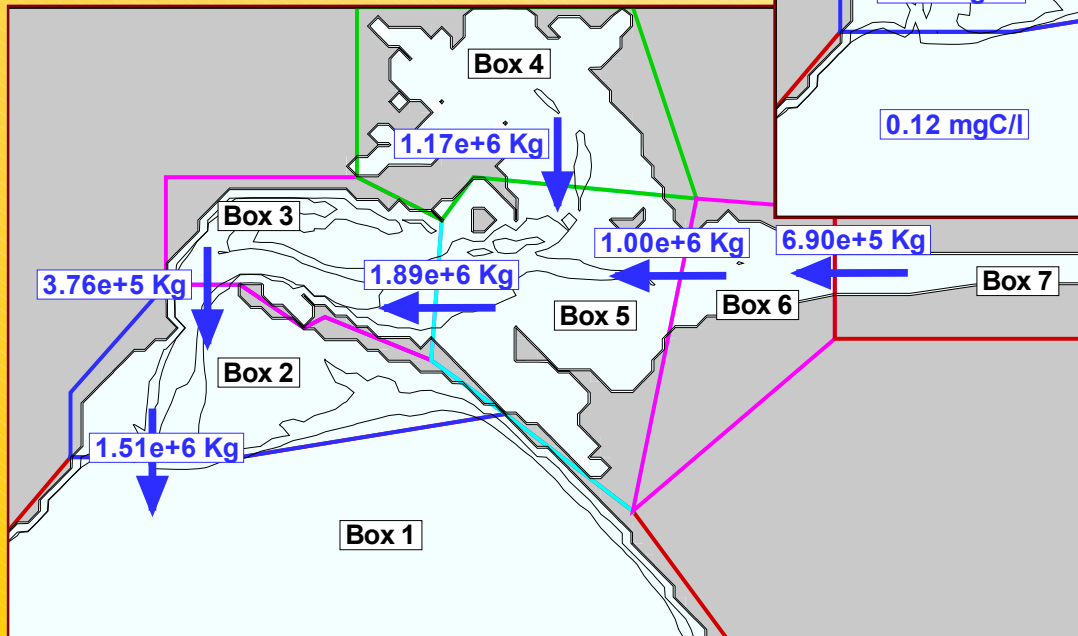 Box 4
1.17e+6 Kg
0.12 mgC/l
Box 3
1.00e+6 Kg
6.90e+5 Kg
3.76e+5 Kg
1.89e+6 Kg
Box 7
Box 6
Box 5
Box 2
1.51e+6 Kg
Box 1